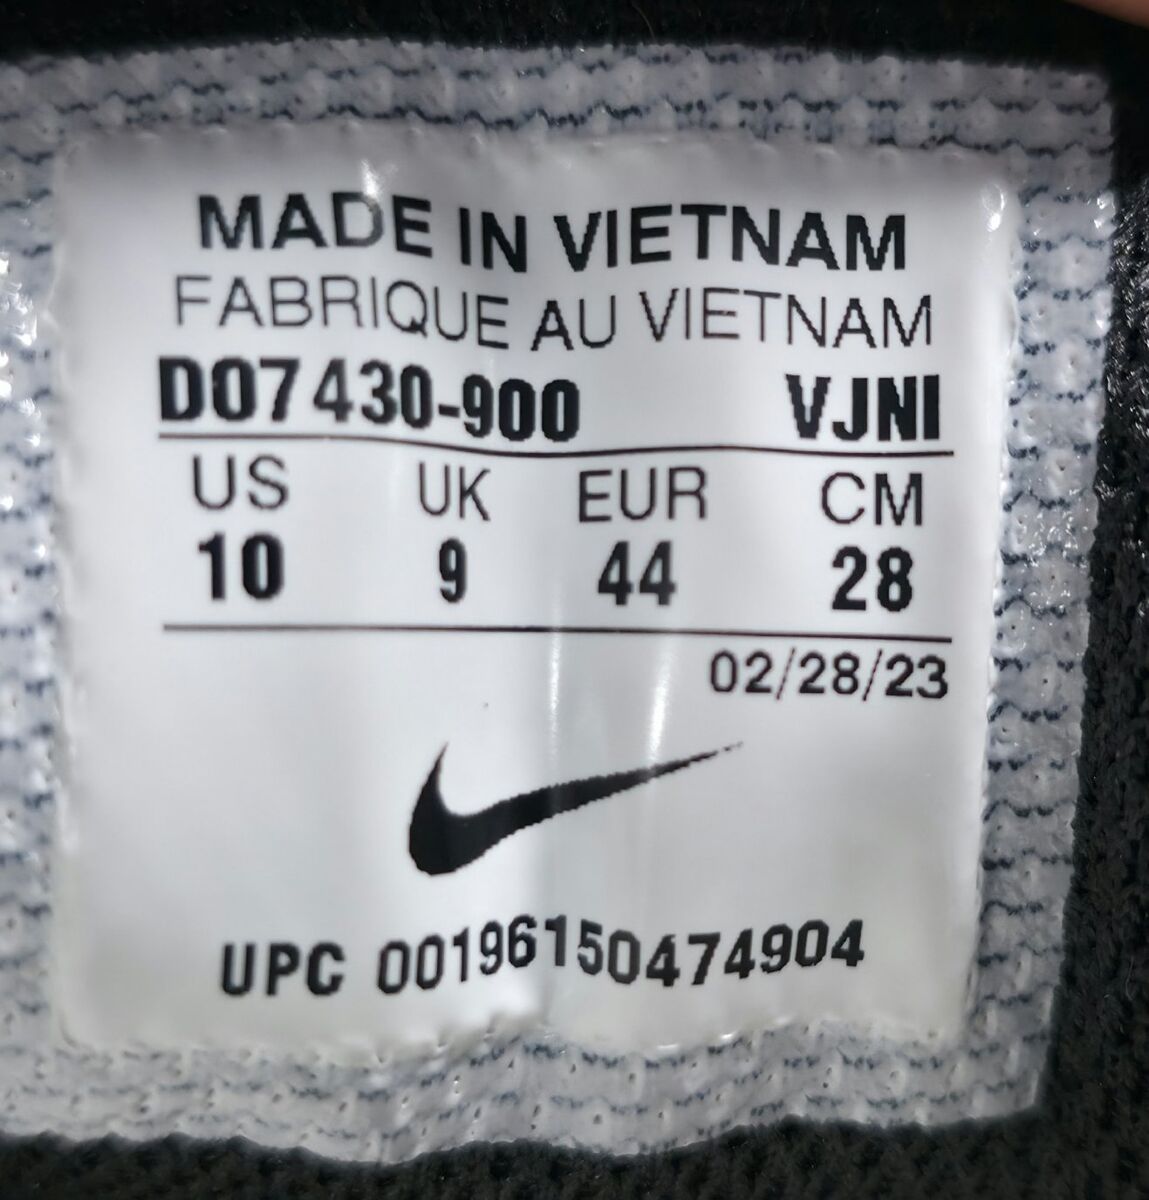 MADE IN VIETNAM
FABRIQUE AU VIETNAM
DO7430-900 VJNI
US UK EUR CM
10 9 44 28
02/28/23
UPC 00196150474904